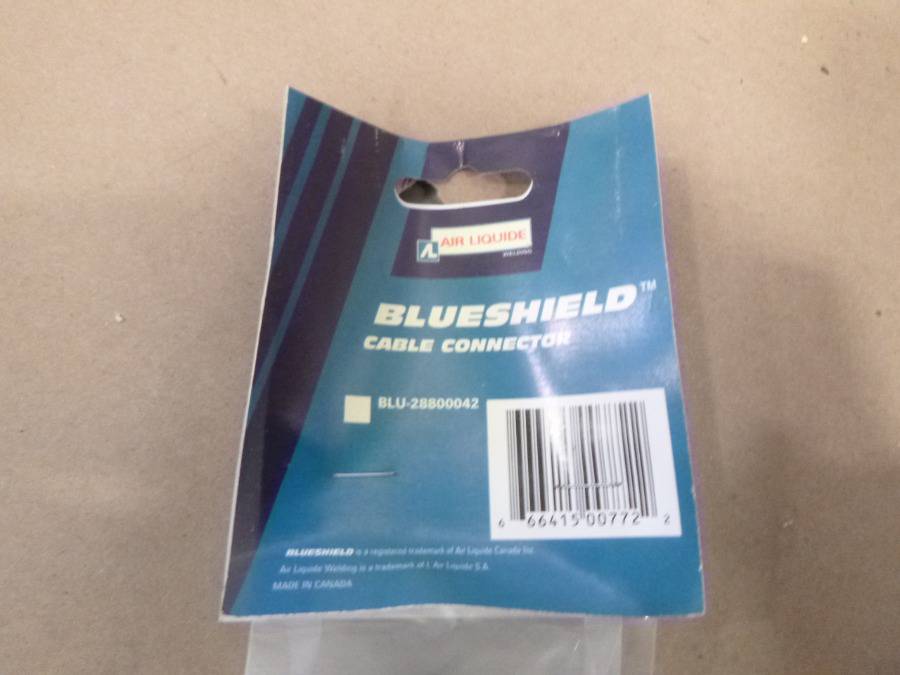 AL AIR LIQUIDE
WELDING
BLUESHIELD™
CABLE CONNECTOR
BLU-28800042
6 66415 00772 2
BLUESHIELD is a registered trademark of Air Liquide Canada Inc.
Air Liquide Welding is a trademark of L'Air Liquide S.A.
MADE IN CANADA